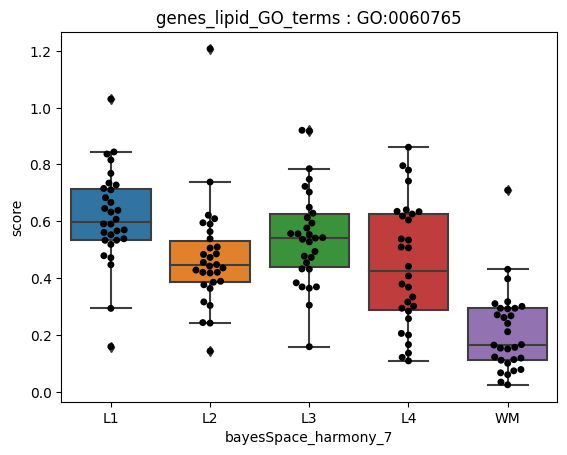 genes_lipid_GO_terms : GO:0060765
1.2
1.0
0.8
0.6
0.4
0.2
0.0
score
L1 L2 L3 L4 WM
bayesSpace_harmony_7